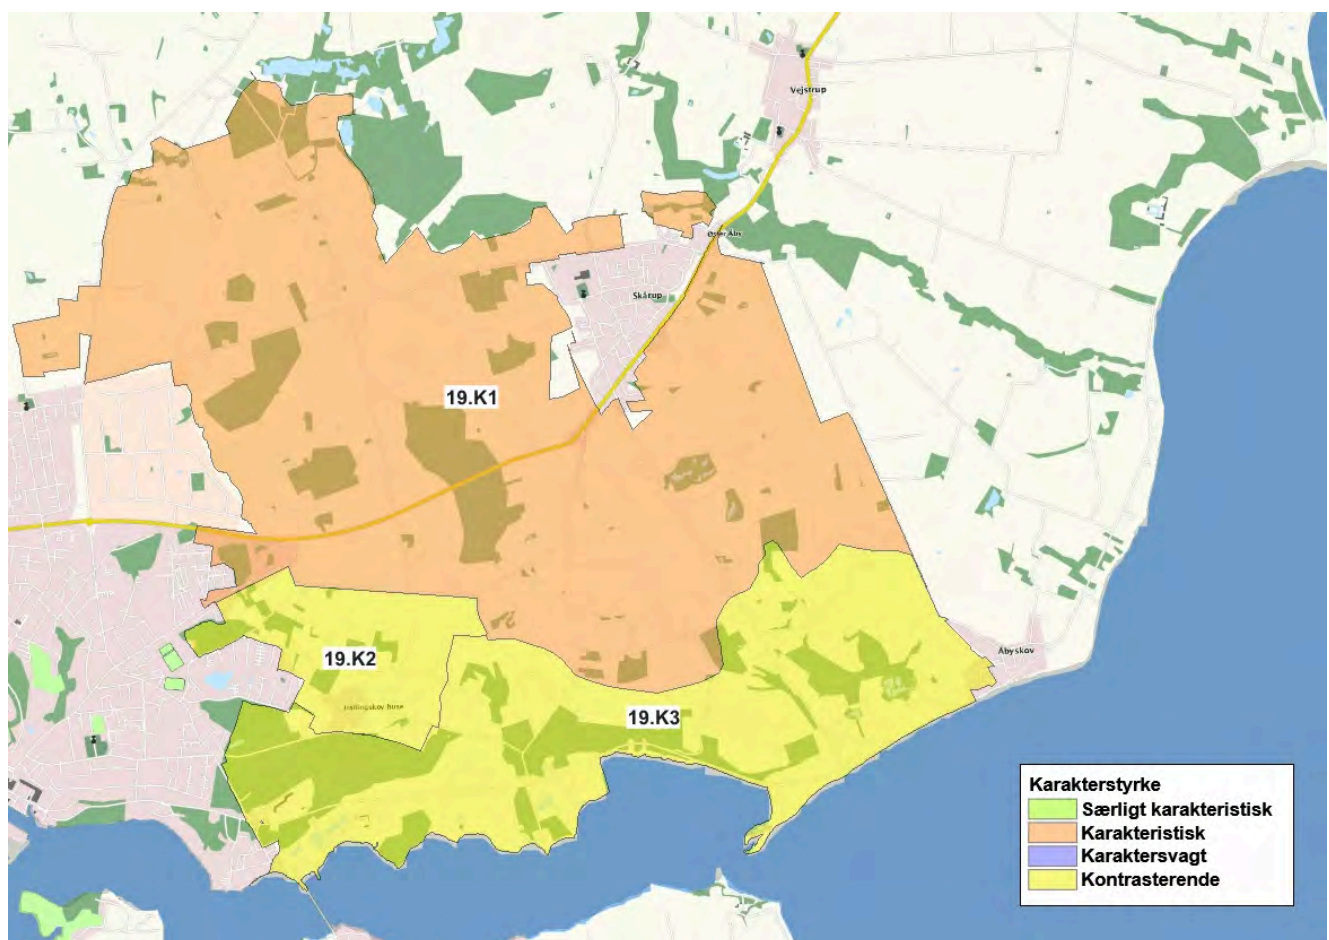 Vejstrup
Øster Åby
Skårup
19.K1
19.K2
Åbyskov
19.K3
Karakterstyrke
Særligt karakteristisk
Karakteristisk
Karaktersvagt
Kontrasterende